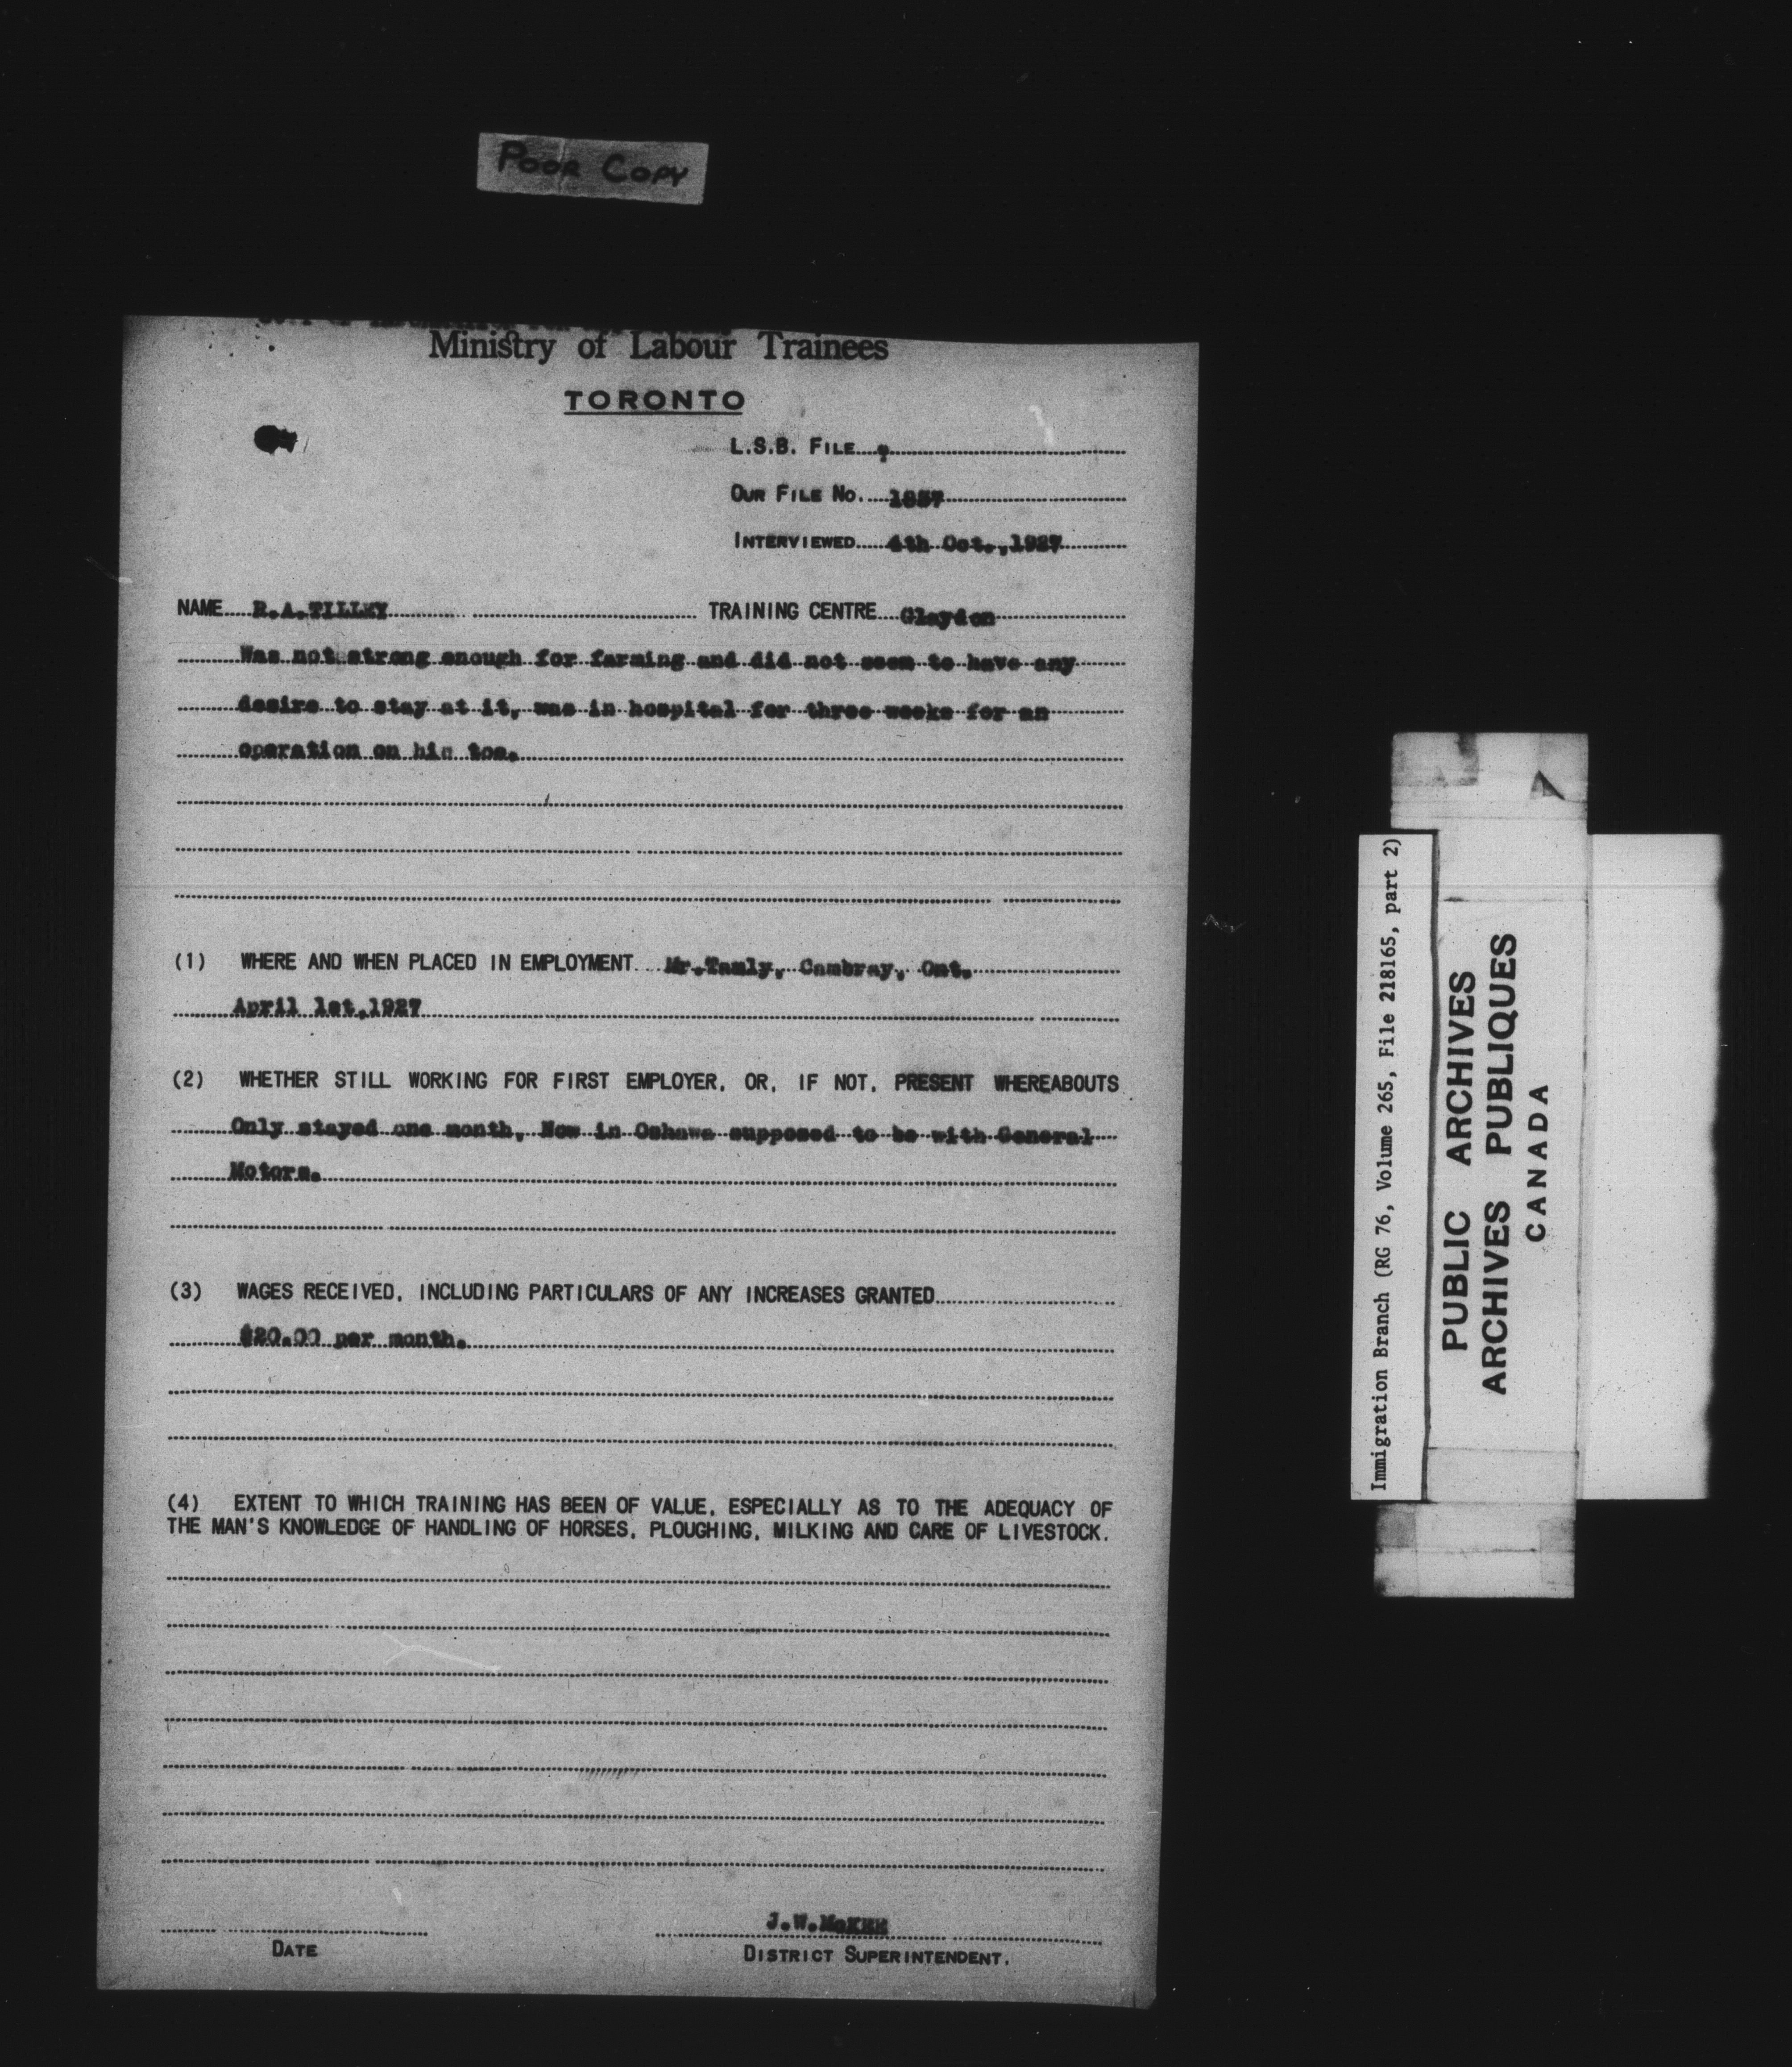 POOR COPY
Ministry of Labour Trainees
TORONTO
L.S.B. FILE
OUR FILE NO. 1857
INTERVIEWED 4th Oct.,1927
NAME R.A.TILLEY TRAINING CENTRE Claydon
Was not strong enough for farming and did not seem to have any
desire to stay at it, was in hospital for three weeks for an
operation on his toe.
(1) WHERE AND WHEN PLACED IN EMPLOYMENT Mr. Cambray, Ont.
April 1st,1927
(2) WHETHER STILL WORKING FOR FIRST EMPLOYER, OR, IF NOT, PRESENT WHEREABOUTS
Only stayed one month, Now in Oshawa supposed to be with General
Motors.
(3) WAGES RECEIVED, INCLUDING PARTICULARS OF ANY INCREASES GRANTED
$20.00 per month.
(4) EXTENT TO WHICH TRAINING HAS BEEN OF VALUE, ESPECIALLY AS TO THE ADEQUACY OF
THE MAN'S KNOWLEDGE OF HANDLING OF HORSES, PLOUGHING, MILKING AND CARE OF LIVESTOCK.
J.W.McKEE
DATE
DISTRICT SUPERINTENDENT.
Immigration Branch (RG 76, Volume 265, File 218165, part 2)
PUBLIC ARCHIVES
ARCHIVES PUBLIQUES
CANADA